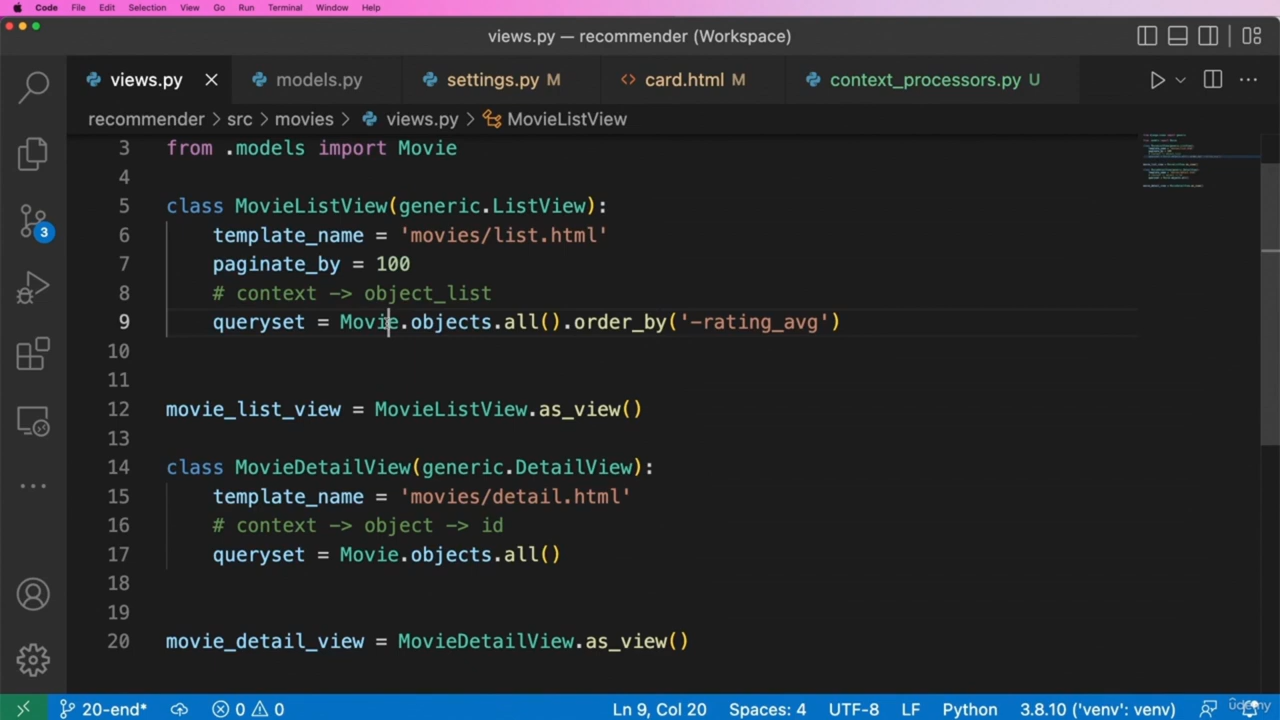 Code File Edit Selection View Go Run Terminal Window Help
views.py — recommender (Workspace)
views.py models.py settings.py M card.html M context_processors.py U
recommender > src > movies > views.py > MovieListView
3 from .models import Movie
4
5 class MovieListView(generic.ListView):
6 template_name = 'movies/list.html'
7 paginate_by = 100
8 # context -> object_list
9 queryset = Movie.objects.all().order_by('-rating_avg')
10
11
12 movie_list_view = MovieListView.as_view()
13
14 class MovieDetailView(generic.DetailView):
15 template_name = 'movies/detail.html'
16 # context -> object -> id
17 queryset = Movie.objects.all()
18
19
20 movie_detail_view = MovieDetailView.as_view()
3
20-end* 0 0 Ln 9, Col 20 Spaces: 4 UTF-8 LF Python 3.8.10 ('venv': venv)
udemy